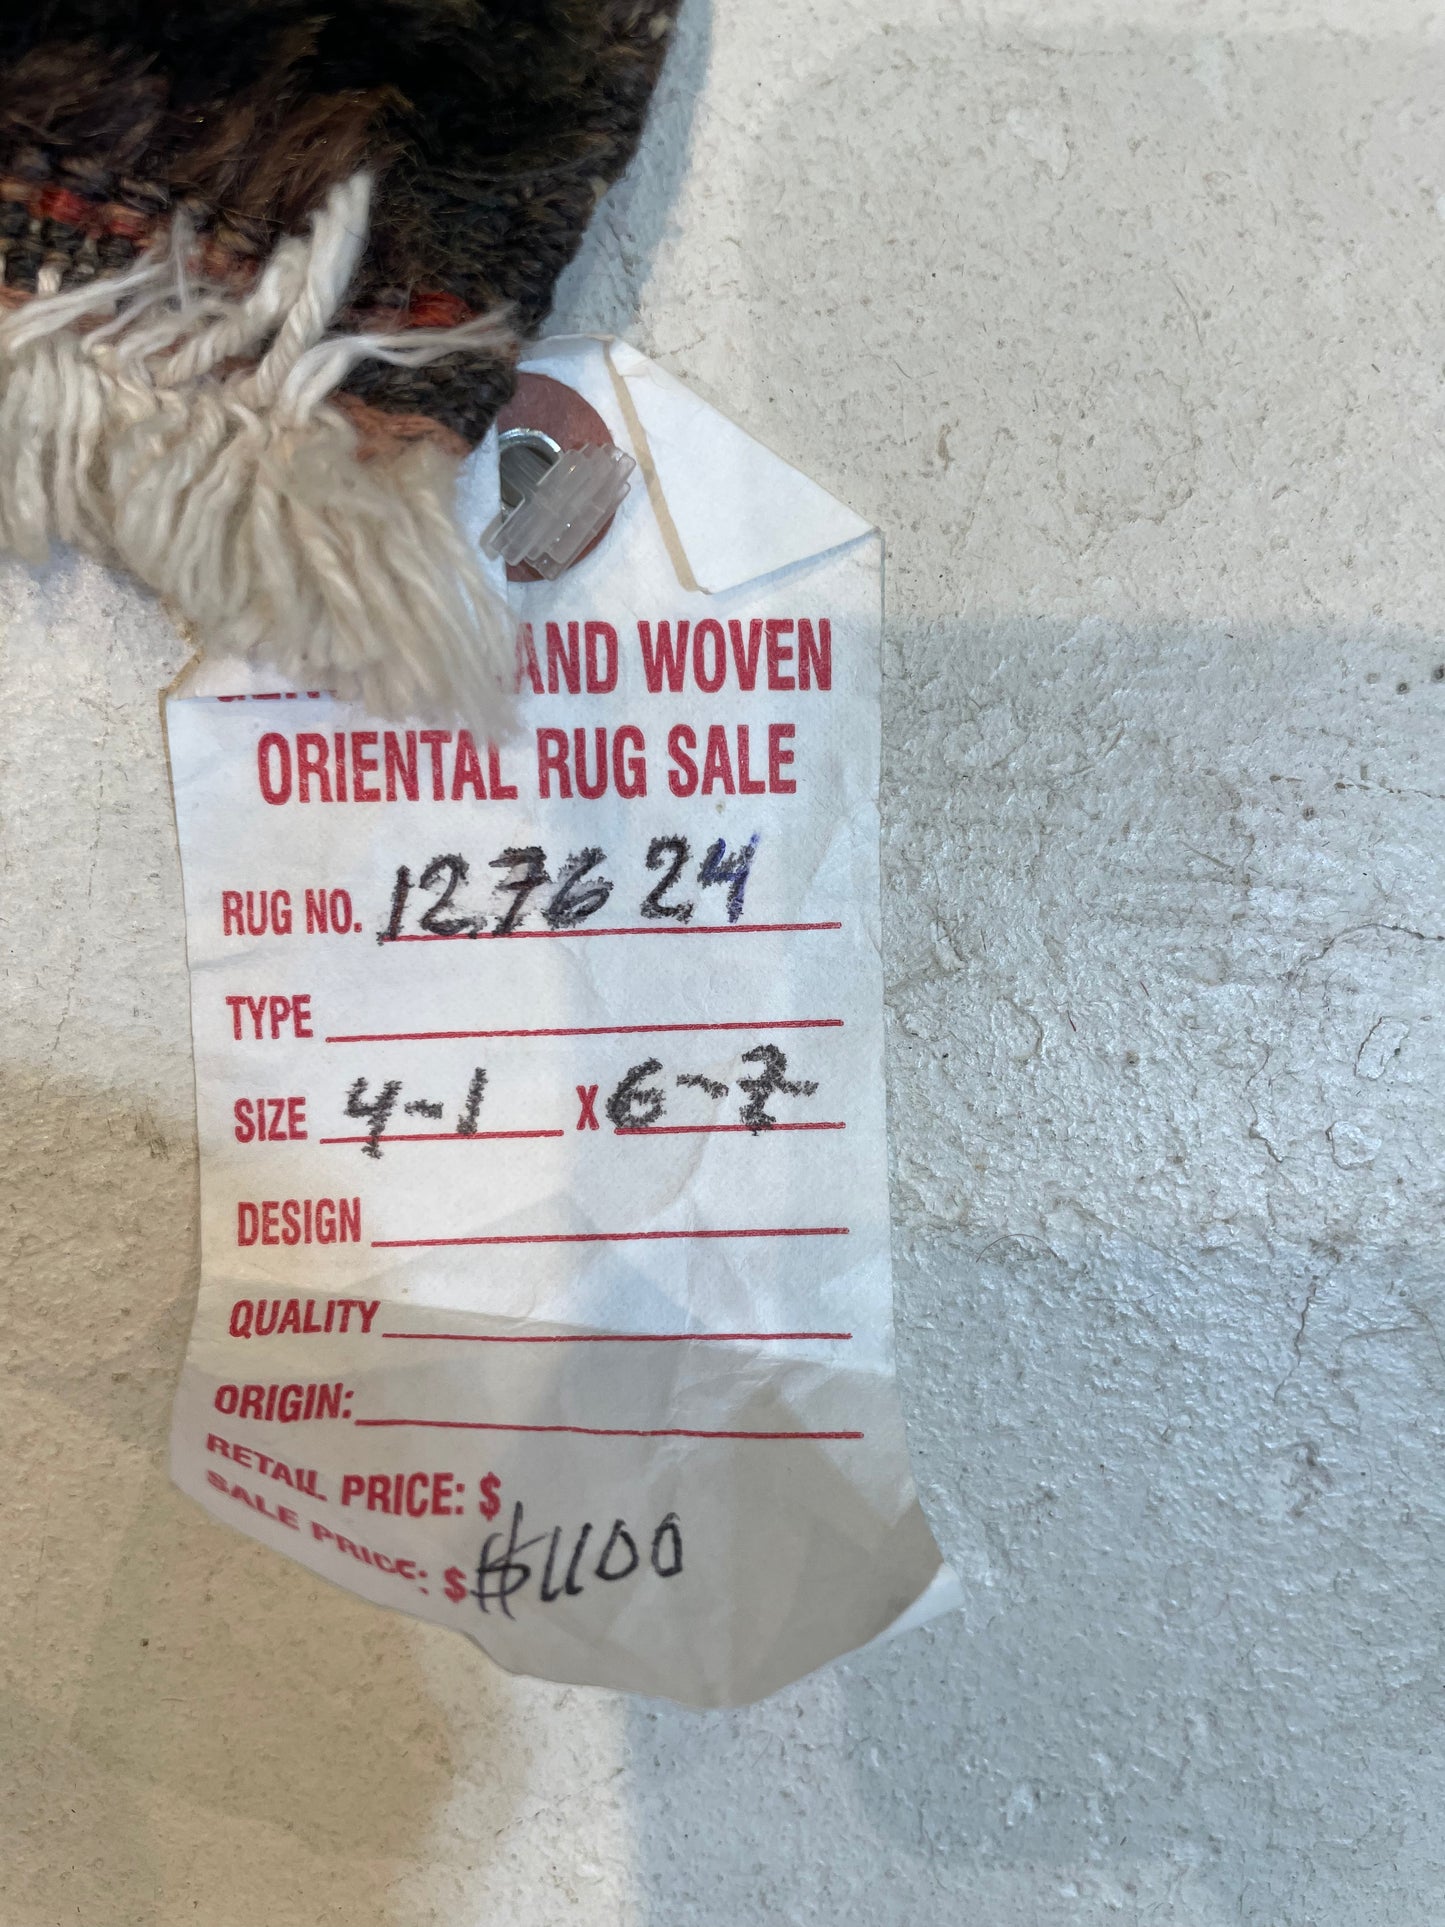 AND WOVEN
ORIENTAL RUG SALE
RUG NO. 127624
TYPE
SIZE 4-1 X 6-7
DESIGN
QUALITY
ORIGIN:
RETAIL PRICE: $
SALE PRICE: $ $1100